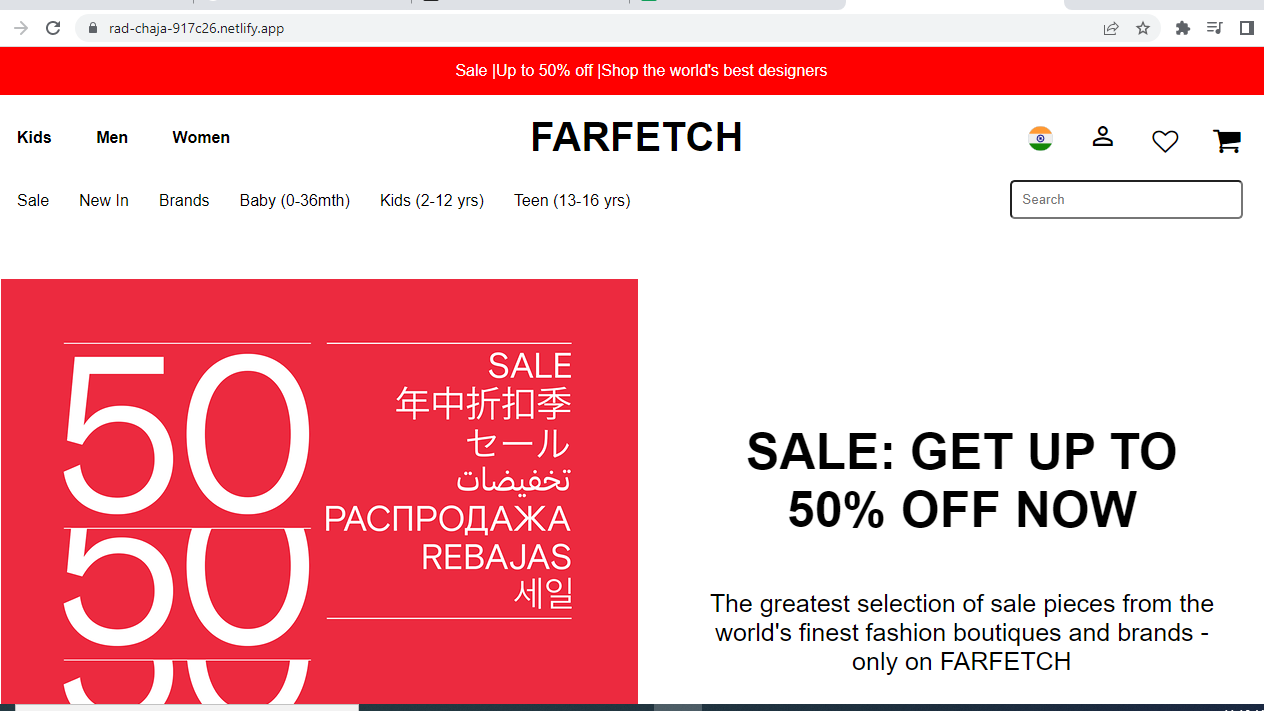 rad-chaja-917c26.netlify.app
Sale |Up to 50% off |Shop the world's best designers
Kids Men Women FARFETCH
Sale New In Brands Baby (0-36mth) Kids (2-12 yrs) Teen (13-16 yrs) Search
50
50
50
SALE
年中折扣季
セール
تخفيضات
РАСПРОДАЖА
REBAJAS
세일
SALE: GET UP TO
50% OFF NOW
The greatest selection of sale pieces from the
world's finest fashion boutiques and brands -
only on FARFETCH